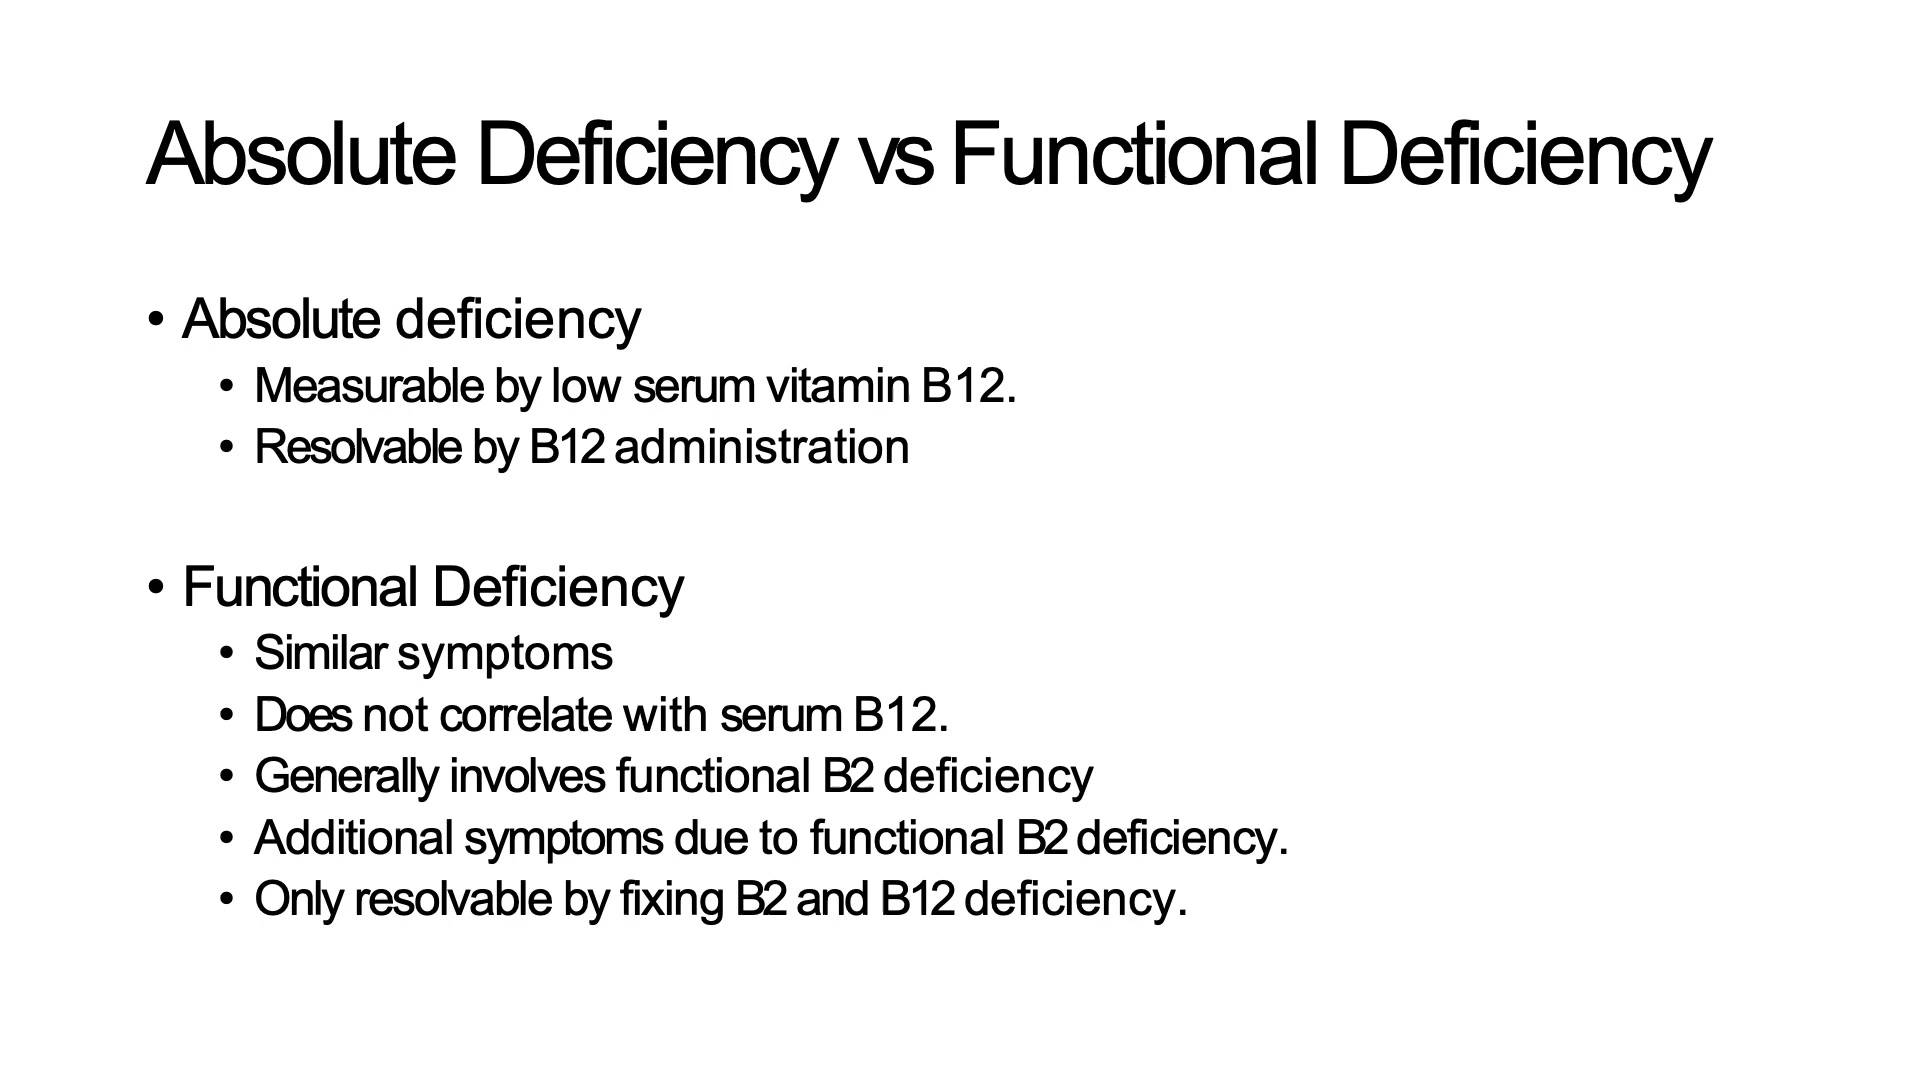 Absolute Deficiency vs Functional Deficiency
• Absolute deficiency
• Measurable by low serum vitamin B12.
• Resolvable by B12 administration
• Functional Deficiency
• Similar symptoms
• Does not correlate with serum B12.
• Generally involves functional B2 deficiency
• Additional symptoms due to functional B2 deficiency.
• Only resolvable by fixing B2 and B12 deficiency.